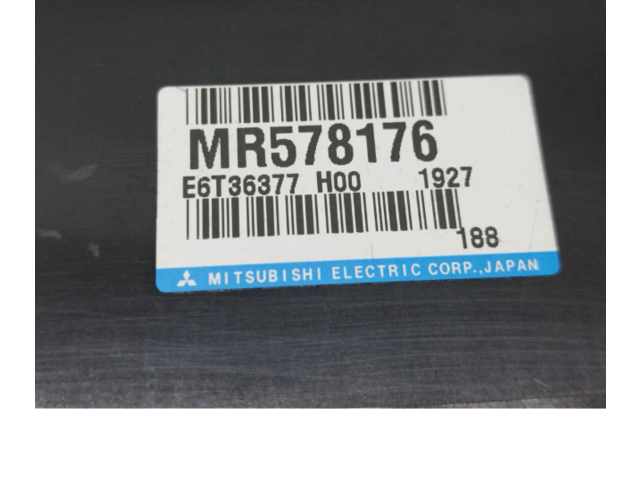 MR578176
E6T36377 H00 1927
188
MITSUBISHI ELECTRIC CORP., JAPAN